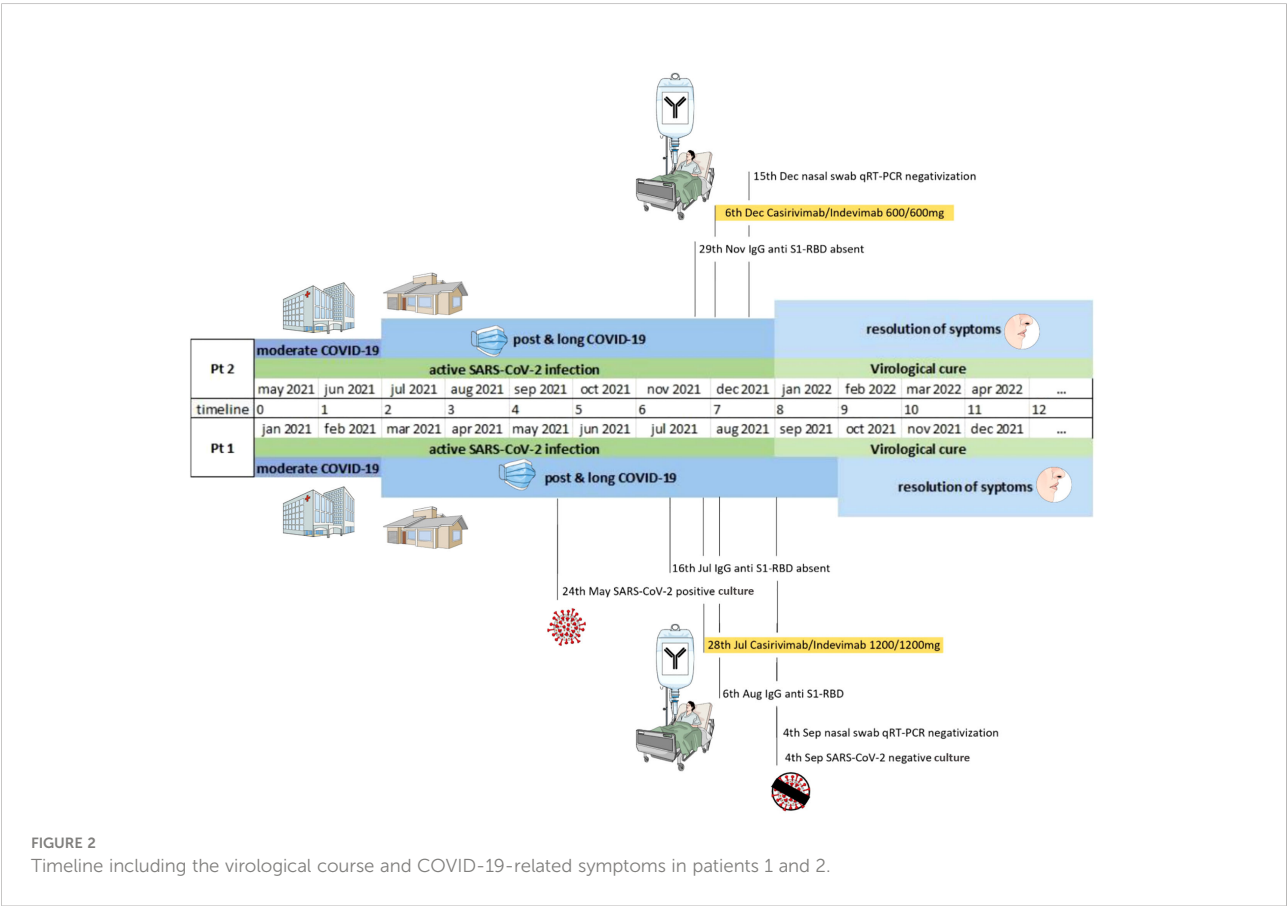 15th Dec nasal swab qRT-PCR negativization
6th Dec Casirivimab/Indevimab 600/600mg
29th Nov IgG anti S1-RBD absent
resolution of syptoms
post & long COVID-19
moderate COVID-19
Pt 2
active SARS-CoV-2 infection
Virological cure
may 2021 jun 2021 jul 2021 aug 2021 sep 2021 oct 2021 nov 2021 dec 2021 jan 2022 feb 2022 mar 2022 apr 2022 ...
timeline 0 1 2 3 4 5 6 7 8 9 10 11 12
jan 2021 feb 2021 mar 2021 apr 2021 may 2021 jun 2021 jul 2021 aug 2021 sep 2021 oct 2021 nov 2021 dec 2021 ...
Pt 1
active SARS-CoV-2 infection
Virological cure
moderate COVID-19
post & long COVID-19
resolution of syptoms
16th Jul IgG anti S1-RBD absent
24th May SARS-CoV-2 positive culture
28th Jul Casirivimab/Indevimab 1200/1200mg
6th Aug IgG anti S1-RBD
4th Sep nasal swab qRT-PCR negativization
4th Sep SARS-CoV-2 negative culture
FIGURE 2
Timeline including the virological course and COVID-19-related symptoms in patients 1 and 2.